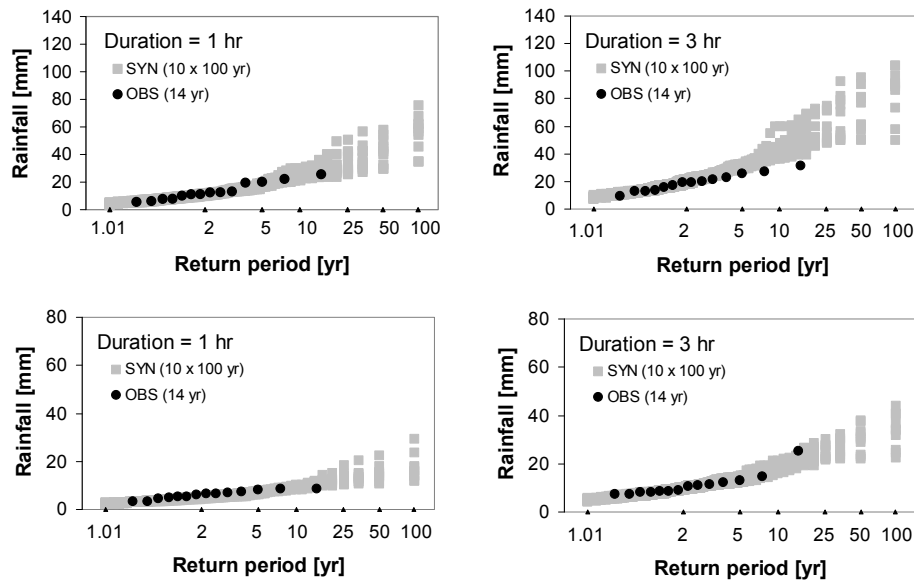 140
120
100
80
60
40
20
0
Rainfall [mm]
Duration = 1 hr
SYN (10 x 100 yr)
OBS (14 yr)
1.01 2 5 10 25 50 100
Return period [yr]
140
120
100
80
60
40
20
0
Rainfall [mm]
Duration = 3 hr
SYN (10 x 100 yr)
OBS (14 yr)
1.01 2 5 10 25 50 100
Return period [yr]
80
60
40
20
0
Rainfall [mm]
Duration = 1 hr
SYN (10 x 100 yr)
OBS (14 yr)
1.01 2 5 10 25 50 100
Return period [yr]
80
60
40
20
0
Rainfall [mm]
Duration = 3 hr
SYN (10 x 100 yr)
OBS (14 yr)
1.01 2 5 10 25 50 100
Return period [yr]